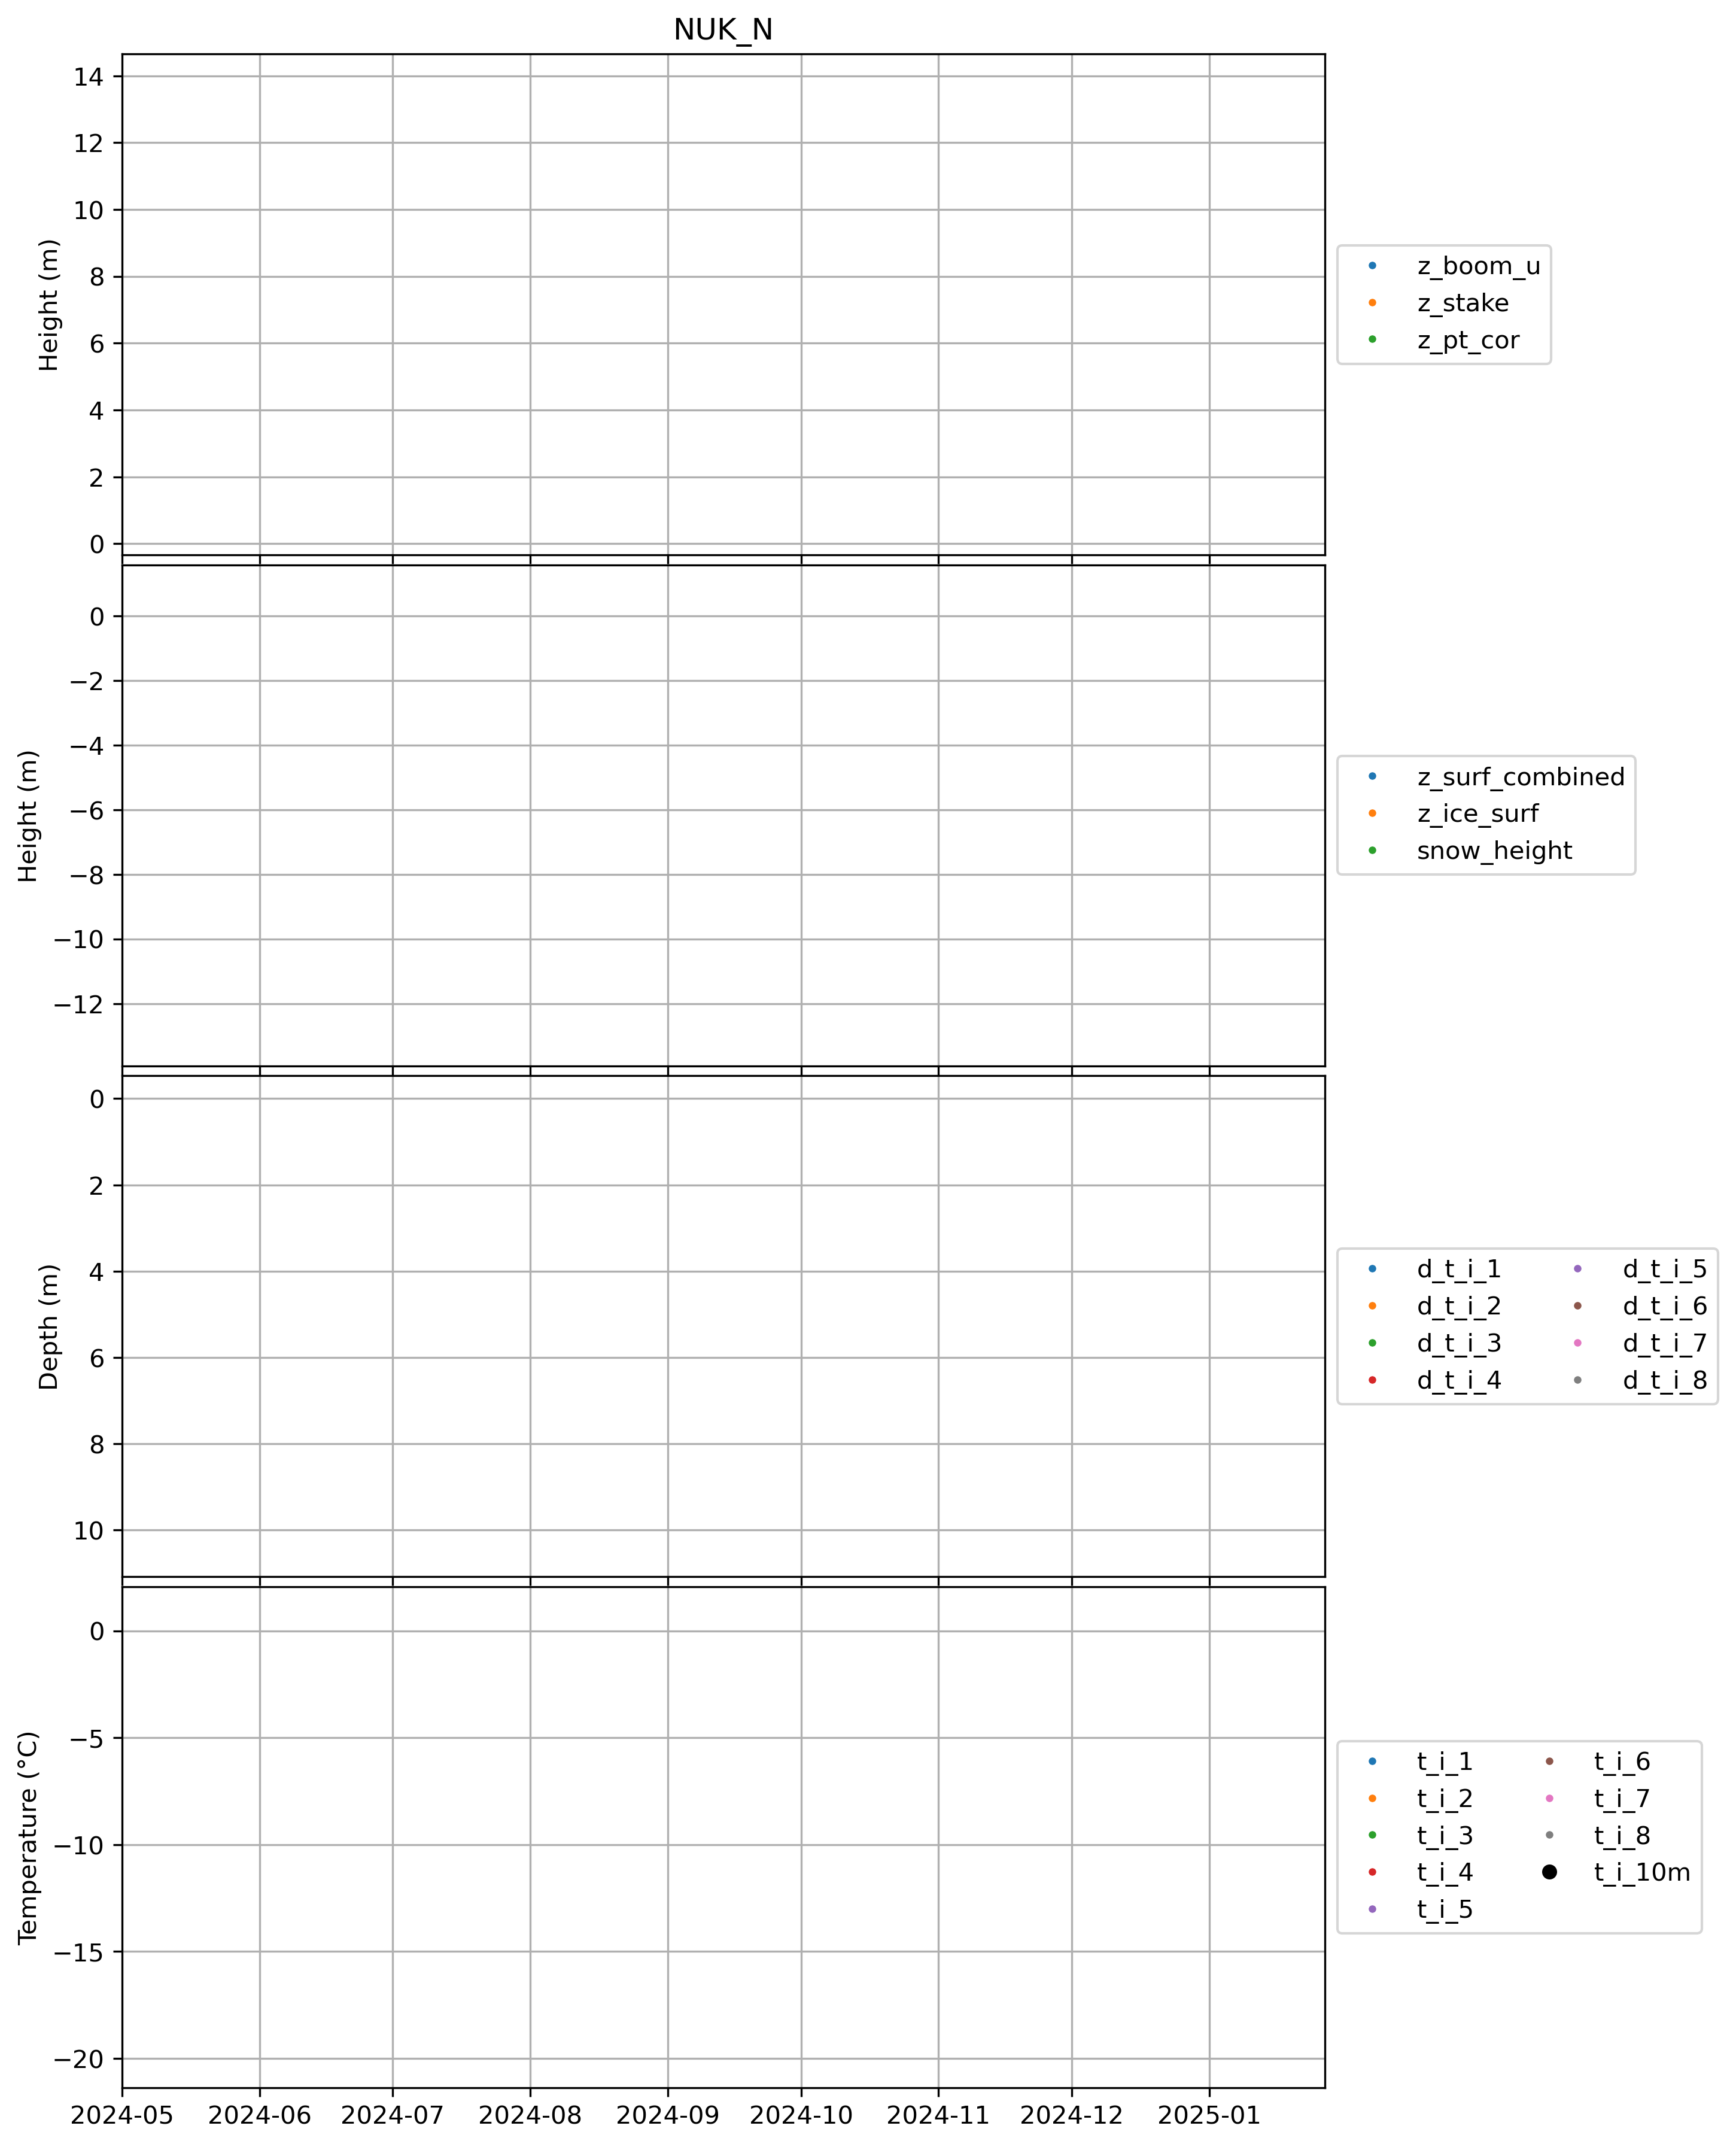 NUK_N
14
12
10
8
6
4
2
0
Height (m)
z_boom_u
z_stake
z_pt_cor
0
−2
−4
−6
−8
−10
−12
Height (m)
z_surf_combined
z_ice_surf
snow_height
0
2
4
6
8
10
Depth (m)
d_t_i_1
d_t_i_2
d_t_i_3
d_t_i_4
d_t_i_5
d_t_i_6
d_t_i_7
d_t_i_8
0
−5
−10
−15
−20
Temperature (°C)
t_i_1
t_i_2
t_i_3
t_i_4
t_i_5
t_i_6
t_i_7
t_i_8
t_i_10m
2024-05 2024-06 2024-07 2024-08 2024-09 2024-10 2024-11 2024-12 2025-01